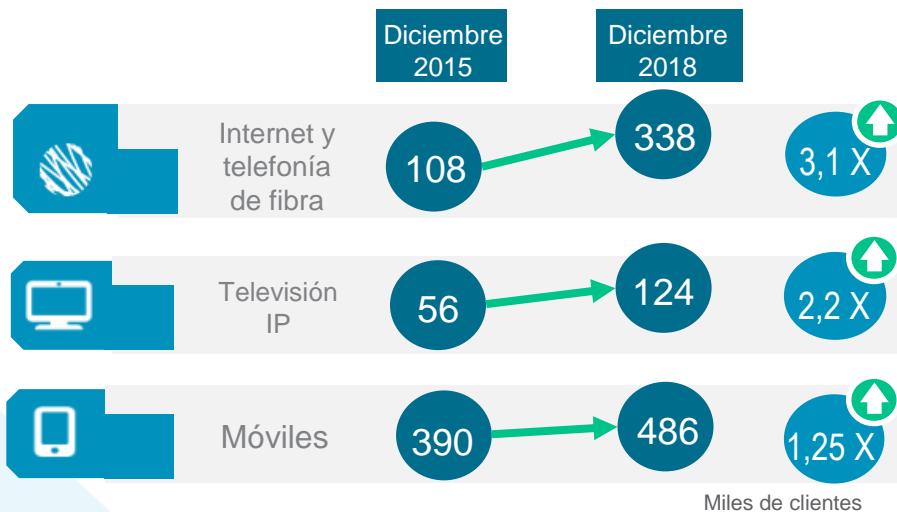 Diciembre
2015
Diciembre
2018
Internet y
telefonía
de fibra
108
338
3,1 X
Televisión
IP
56
124
2,2 X
Móviles
390
486
1,25 X
Miles de clientes